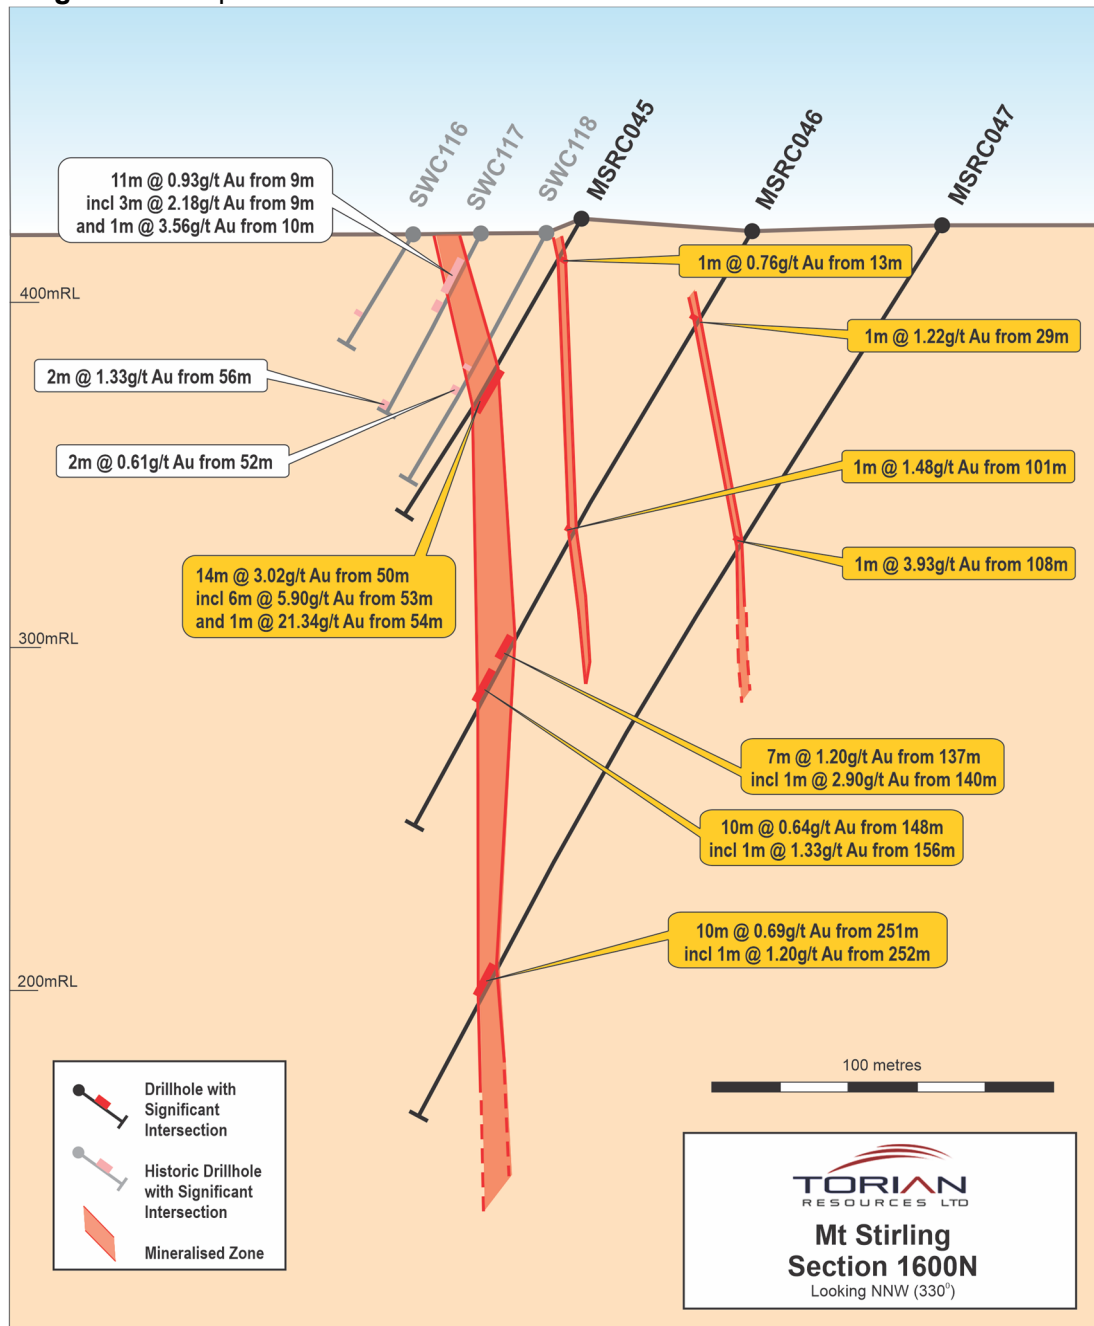 SWC116
SWC117
SWC118
MSRC045
MSRC046
MSRC047
11m @ 0.93g/t Au from 9m
incl 3m @ 2.18g/t Au from 9m
and 1m @ 3.56g/t Au from 10m
1m @ 0.76g/t Au from 13m
400mRL
1m @ 1.22g/t Au from 29m
2m @ 1.33g/t Au from 56m
2m @ 0.61g/t Au from 52m
1m @ 1.48g/t Au from 101m
1m @ 3.93g/t Au from 108m
14m @ 3.02g/t Au from 50m
incl 6m @ 5.90g/t Au from 53m
and 1m @ 21.34g/t Au from 54m
300mRL
7m @ 1.20g/t Au from 137m
incl 1m @ 2.90g/t Au from 140m
10m @ 0.64g/t Au from 148m
incl 1m @ 1.33g/t Au from 156m
10m @ 0.69g/t Au from 251m
incl 1m @ 1.20g/t Au from 252m
200mRL
100 metres
Drillhole with
Significant
Intersection
Historic Drillhole
with Significant
Intersection
Mineralised Zone
TORIAN
RESOURCES LTD
Mt Stirling
Section 1600N
Looking NNW (330⁰)